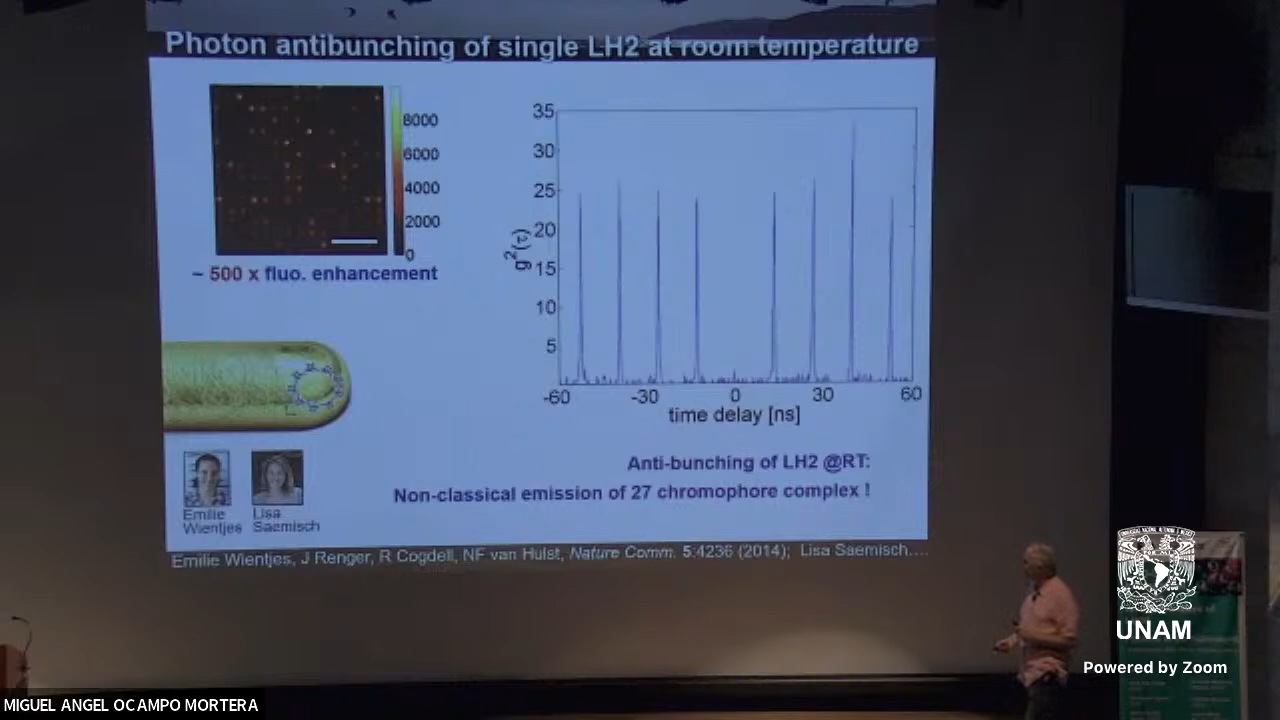 Photon antibunching of single LH2 at room temperature
8000
6000
4000
2000
0
~ 500 x fluo. enhancement
35
30
25
20
15
10
5
g²(τ)
-60 -30 0 30 60
time delay [ns]
Anti-bunching of LH2 @RT:
Non-classical emission of 27 chromophore complex !
Emilie
Wientjes
Lisa
Saemisch
Emilie Wientjes, J Renger, R Cogdell, NF van Hulst, Nature Comm. 5:4236 (2014); Lisa Saemisch....
UNAM
Powered by Zoom
MIGUEL ANGEL OCAMPO MORTERA